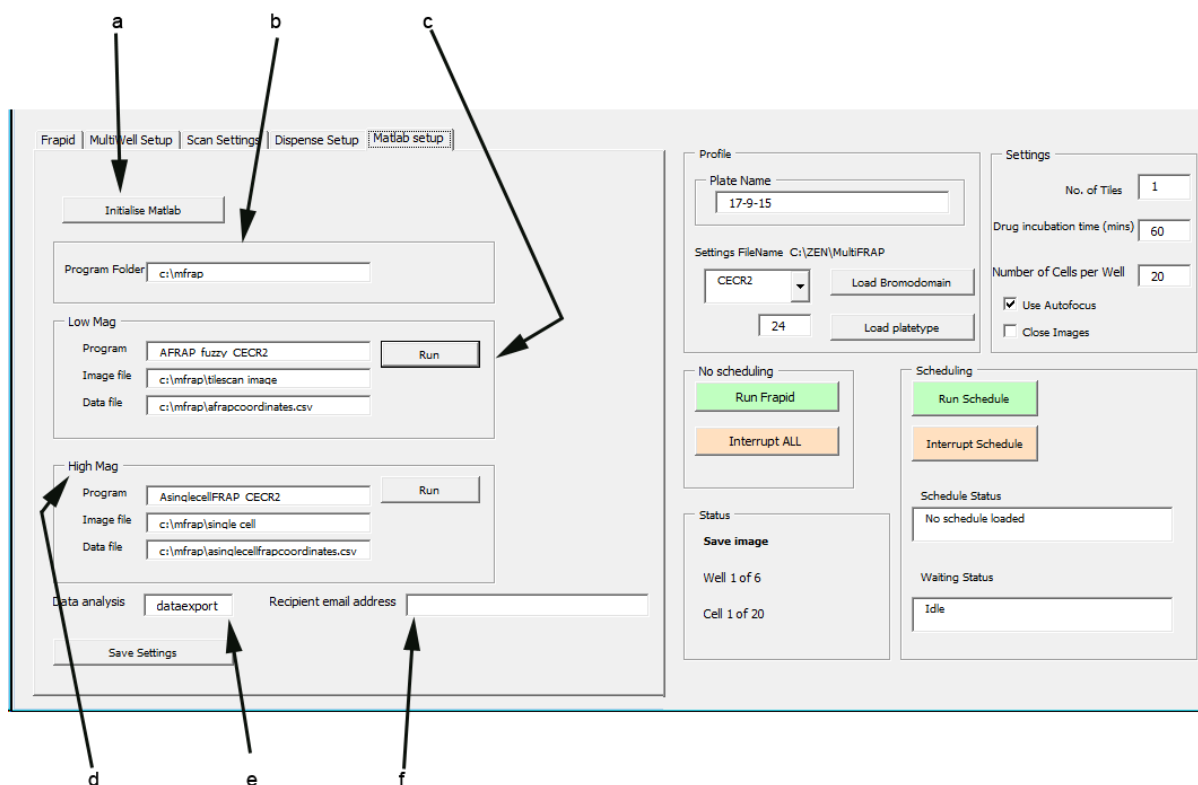 a
b
c
Frapid
MultiWell Setup
Scan Settings
Dispense Setup
Matlab setup
Initialise Matlab
Program Folder
c:\mfrap
Low Mag
Program
AFRAP fuzzy CECR2
Run
Image file
c:\mfrap\tilescan image
Data file
c:\mfrap\afrapcoordinates.csv
High Mag
Program
AsinglecellFRAP CECR2
Run
Image file
c:\mfrap\single cell
Data file
c:\mfrap\asinglecellfrapcoordinates.csv
Data analysis
dataexport
Recipient email address
Save Settings
Profile
Plate Name
17-9-15
Settings FileName C:\ZEN\MultiFRAP
CECR2
Load Bromodomain
24
Load platetype
Settings
No. of Tiles
1
Drug incubation time (mins)
60
Number of Cells per Well
20
Use Autofocus
Close Images
No scheduling
Run Frapid
Interrupt ALL
Scheduling
Run Schedule
Interrupt Schedule
Schedule Status
No schedule loaded
Waiting Status
Idle
Status
Save image
Well 1 of 6
Cell 1 of 20
d
e
f